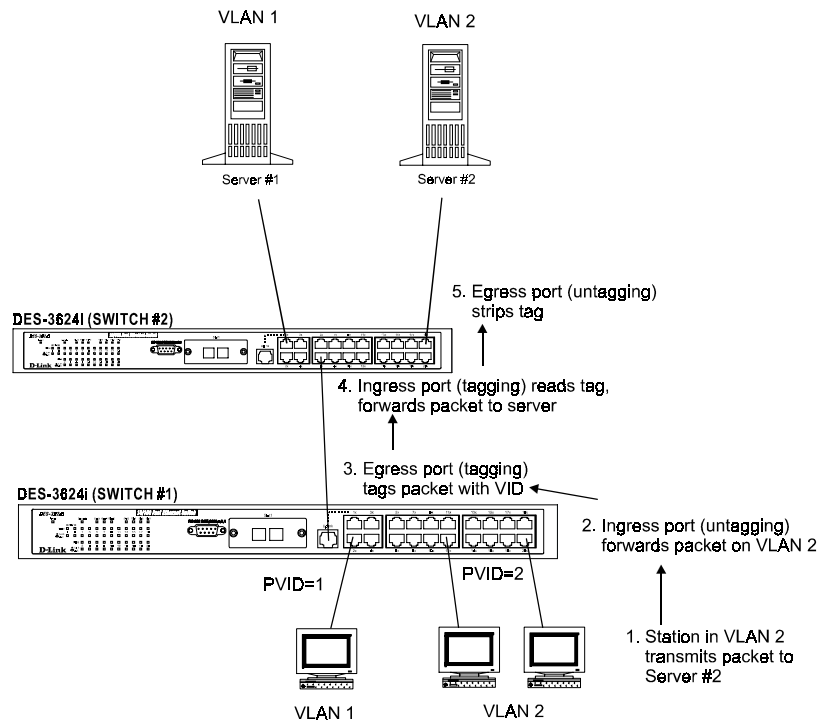 VLAN 1
VLAN 2
Server #1
Server #2
5. Egress port (untagging)
strips tag
DES-3624I (SWITCH #2)
D-Link
4. Ingress port (tagging) reads tag,
forwards packet to server
3. Egress port (tagging)
tags packet with VID
DES-3624i (SWITCH #1)
D-Link
2. Ingress port (untagging)
forwards packet on VLAN 2
PVID=1
PVID=2
1. Station in VLAN 2
transmits packet to
Server #2
VLAN 1
VLAN 2